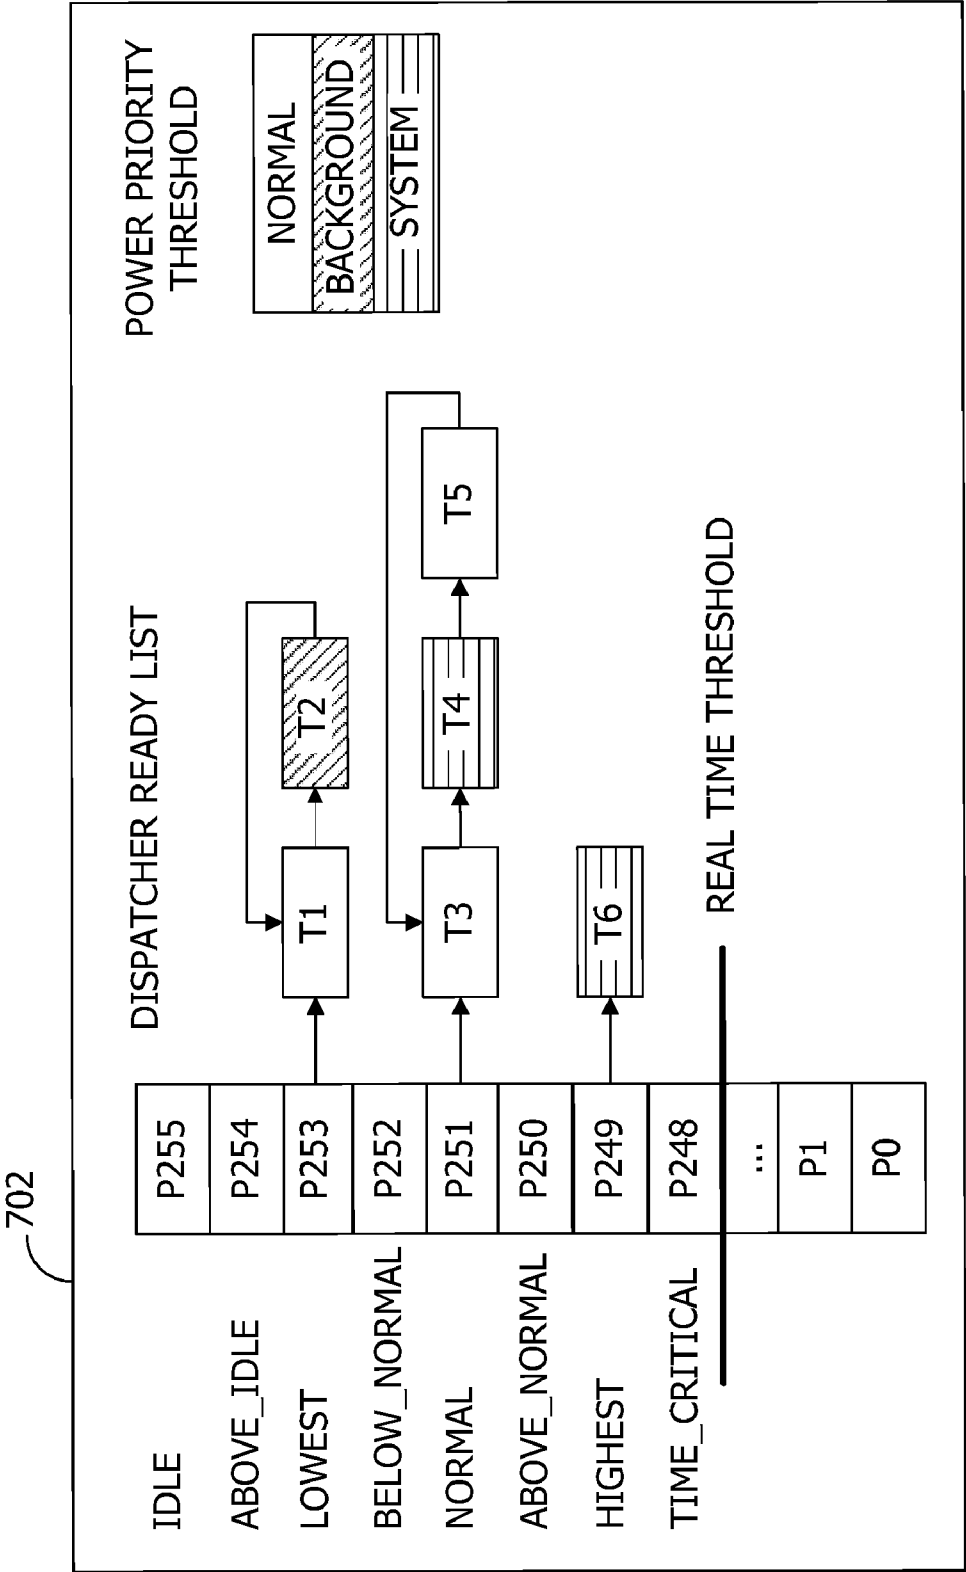 702
DISPATCHER READY LIST
POWER PRIORITY
THRESHOLD
IDLE
P255
ABOVE_IDLE
P254
LOWEST
P253
T1
T2
BELOW_NORMAL
P252
NORMAL
P251
T3
T4
T5
ABOVE_NORMAL
P250
HIGHEST
P249
T6
TIME_CRITICAL
P248
REAL TIME THRESHOLD
...
P1
P0
NORMAL
BACKGROUND
SYSTEM